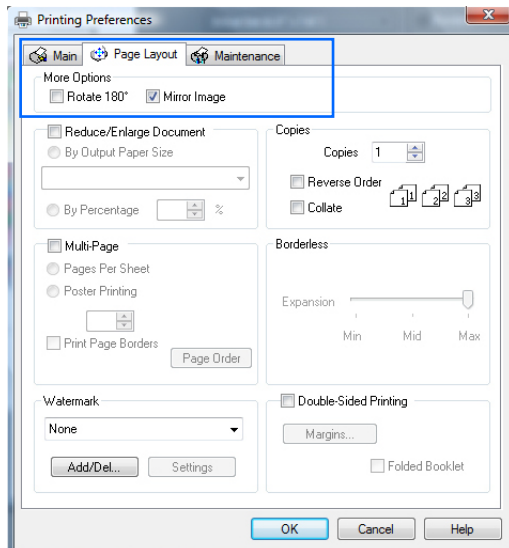 Printing Preferences
Main Page Layout Maintenance
More Options
Rotate 180° Mirror Image
Reduce/Enlarge Document
By Output Paper Size
By Percentage %
Copies
Copies 1
Reverse Order
Collate
1 1 2 2 3 3
Multi-Page
Pages Per Sheet
Poster Printing
Print Page Borders
Page Order
Borderless
Expansion
Min Mid Max
Watermark
None
Add/Del... Settings
Double-Sided Printing
Margins...
Folded Booklet
OK Cancel Help